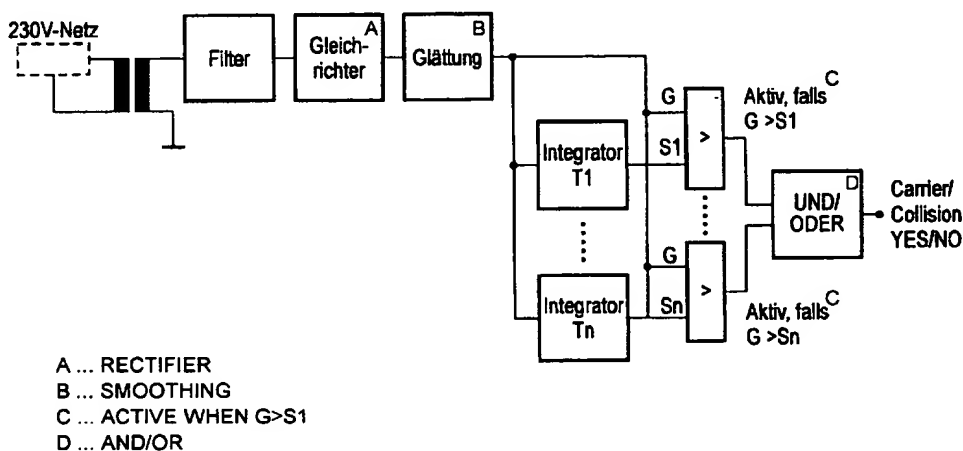 230V-Netz
Filter
A
Gleich-
richter
B
Glättung
G
S1
>
C
Aktiv, falls
G >S1
Integrator
T1
D
UND/
ODER
Carrier/
Collision
YES/NO
G
Sn
>
C
Aktiv, falls
G >Sn
Integrator
Tn
A ... RECTIFIER
B ... SMOOTHING
C ... ACTIVE WHEN G>S1
D ... AND/OR